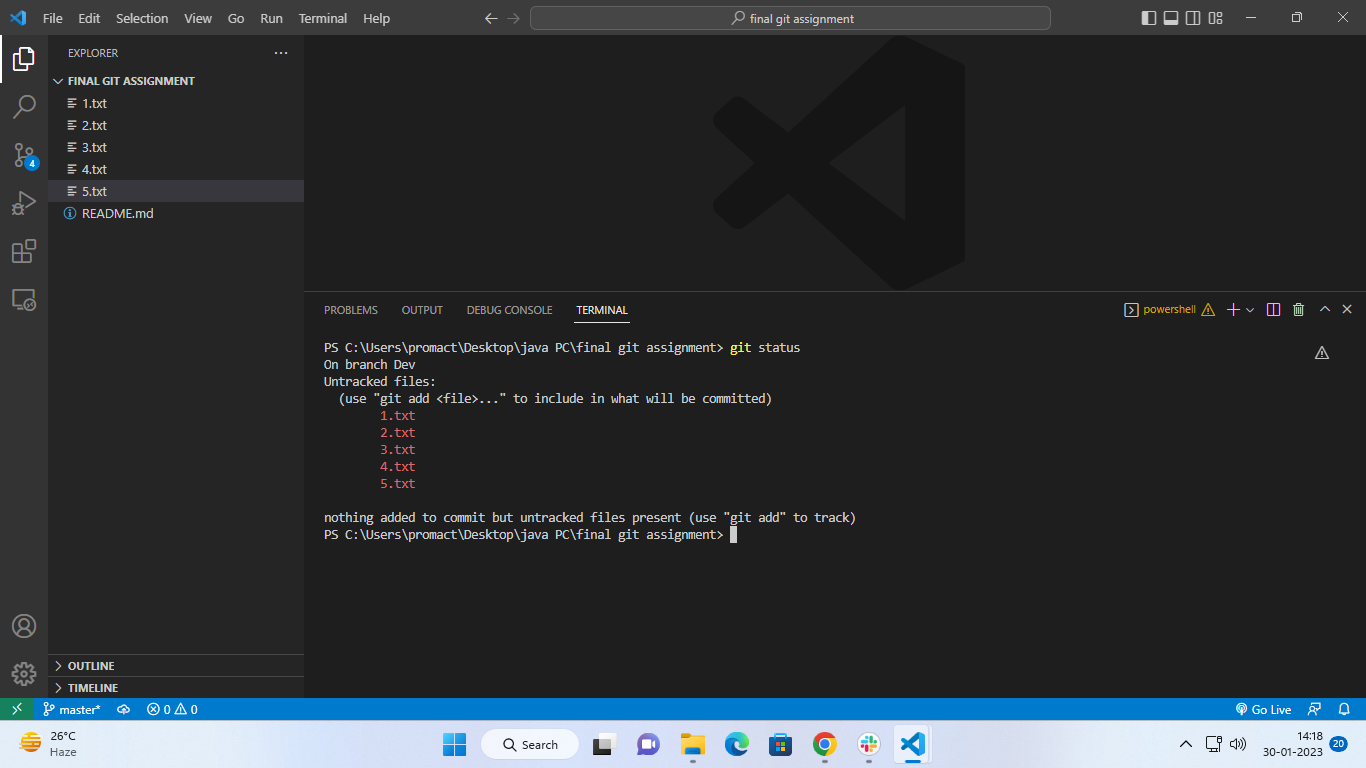 File Edit Selection View Go Run Terminal Help
final git assignment
EXPLORER
FINAL GIT ASSIGNMENT
1.txt
2.txt
3.txt
4.txt
5.txt
README.md
4
OUTLINE
TIMELINE
PROBLEMS OUTPUT DEBUG CONSOLE TERMINAL
powershell
PS C:\Users\promact\Desktop\java PC\final git assignment> git status
On branch Dev
Untracked files:
(use "git add <file>..." to include in what will be committed)
1.txt
2.txt
3.txt
4.txt
5.txt
nothing added to commit but untracked files present (use "git add" to track)
PS C:\Users\promact\Desktop\java PC\final git assignment>
master* 0 0 Go Live
26°C
Haze
Search
14:18
30-01-2023
20